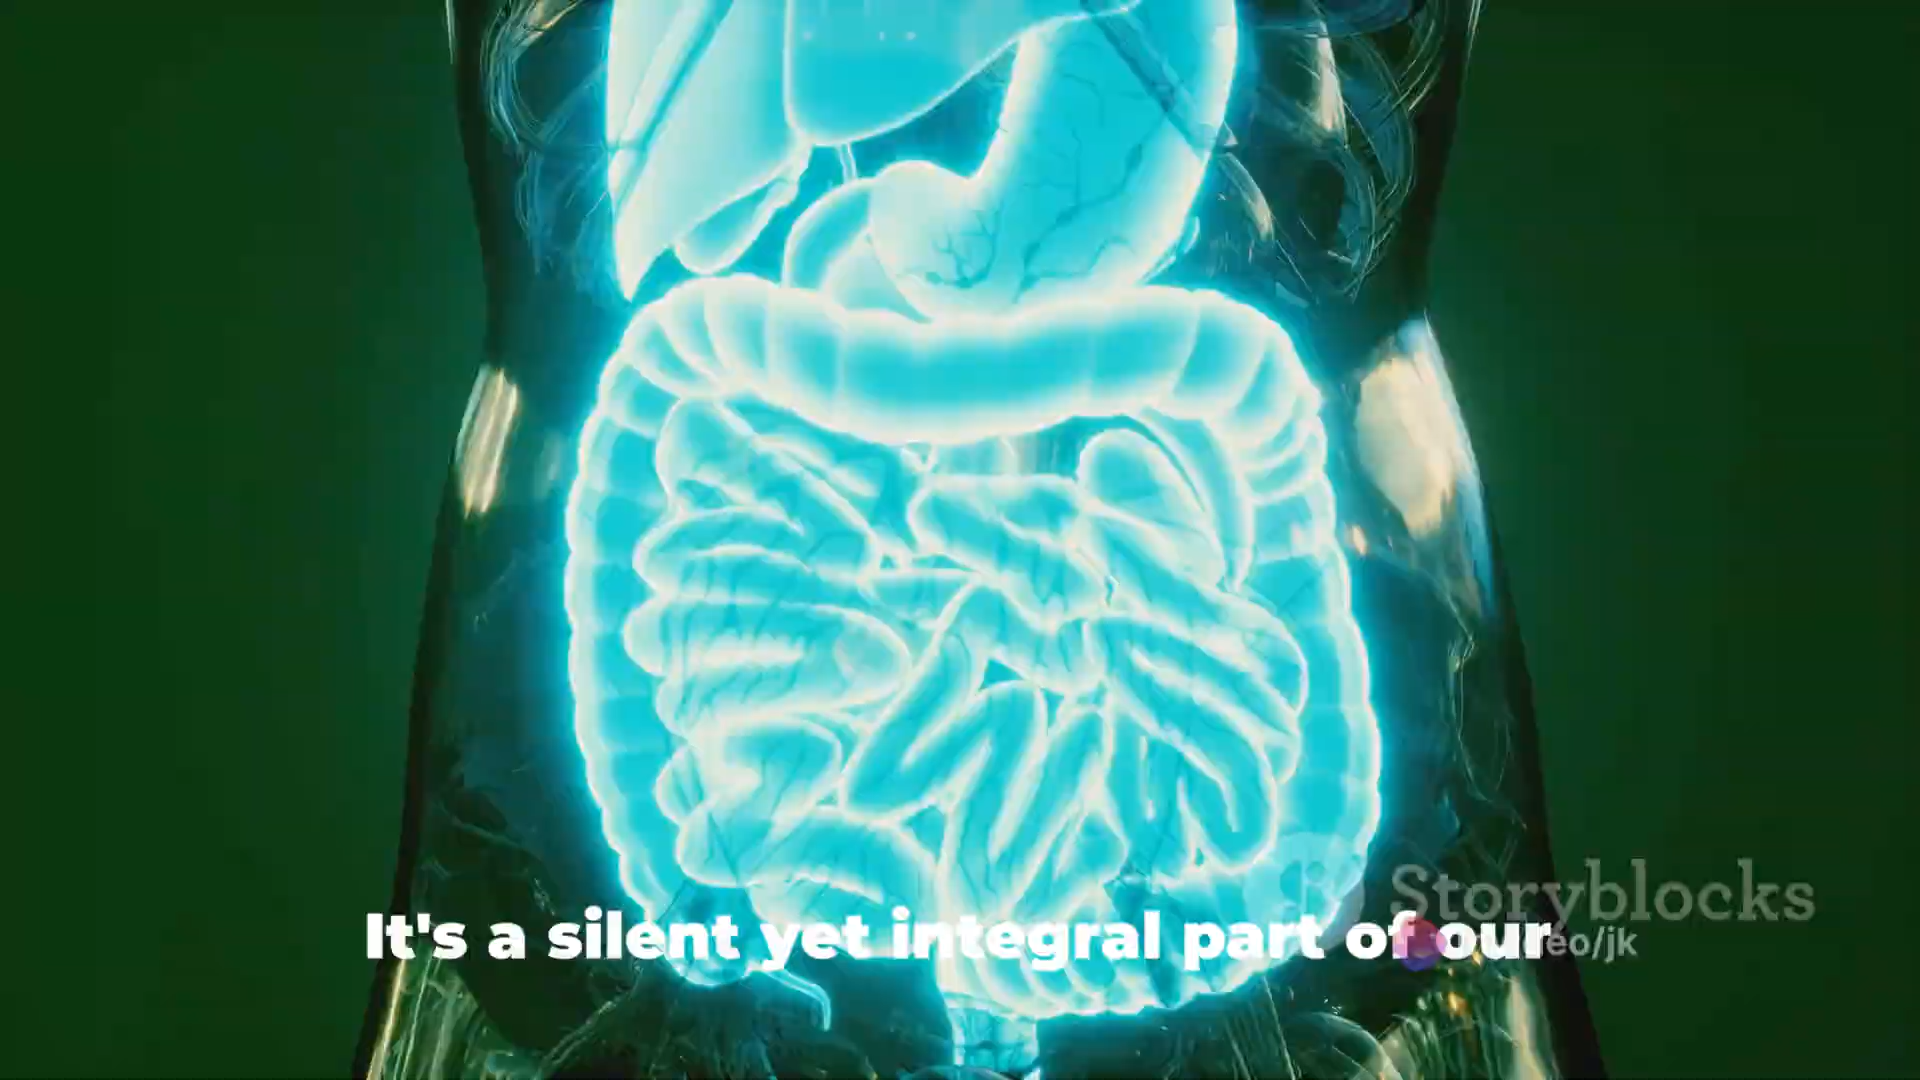 Storyblocks
It's a silent yet integral part of our